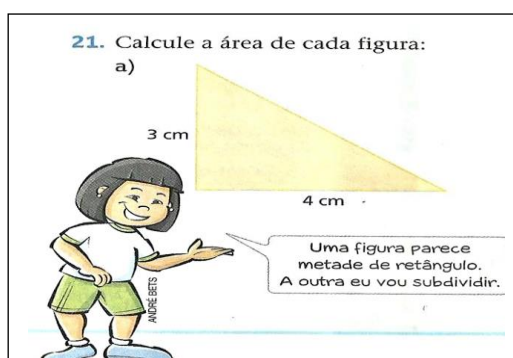 21. Calcule a área de cada figura:
a)
3 cm
4 cm
Uma figura parece
metade de retângulo.
A outra eu vou subdividir.
ANDRÉ BETS